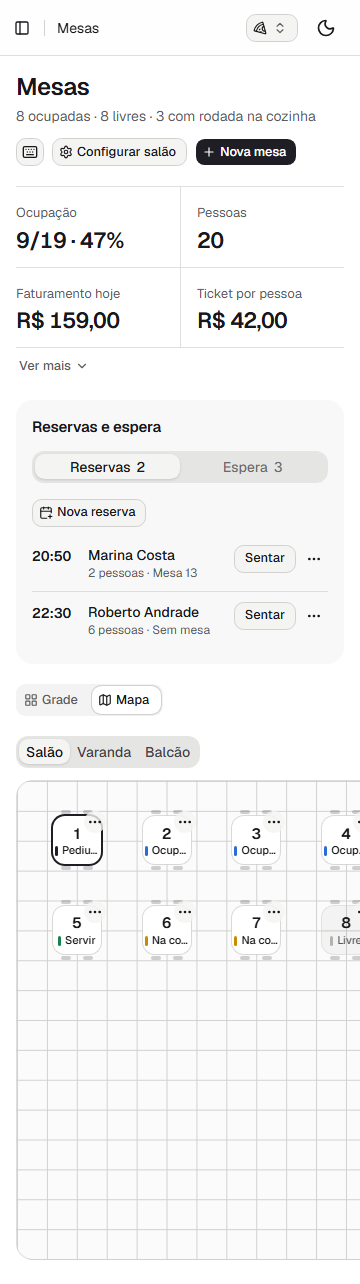 Mesas
Mesas
8 ocupadas · 8 livres · 3 com rodada na cozinha
Configurar salão
+ Nova mesa
Ocupação
9/19 · 47%
Pessoas
20
Faturamento hoje
R$ 159,00
Ticket por pessoa
R$ 42,00
Ver mais
Reservas e espera
Reservas 2
Espera 3
Nova reserva
20:50
Marina Costa
2 pessoas · Mesa 13
Sentar
22:30
Roberto Andrade
6 pessoas · Sem mesa
Sentar
Grade
Mapa
Salão
Varanda
Balcão
1
Pediu...
2
Ocup...
3
Ocup...
4
Ocup.
5
Servir
6
Na co...
7
Na co...
8
Livre